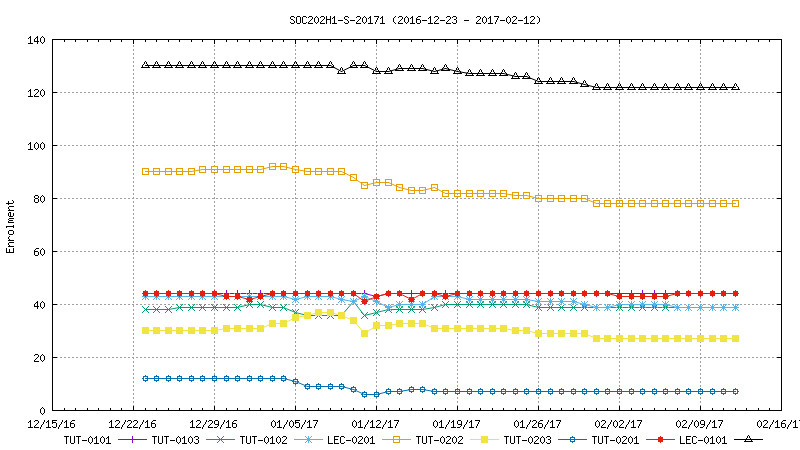 SOC202H1-S-20171 (2016-12-23 - 2017-02-12)
140
120
100
80
60
40
20
0
Enrolment
12/15/16 12/22/16 12/29/16 01/05/17 01/12/17 01/19/17 01/26/17 02/02/17 02/09/17 02/16/17
TUT-0101 TUT-0103 TUT-0102 LEC-0201 TUT-0202 TUT-0203 TUT-0201 LEC-0101